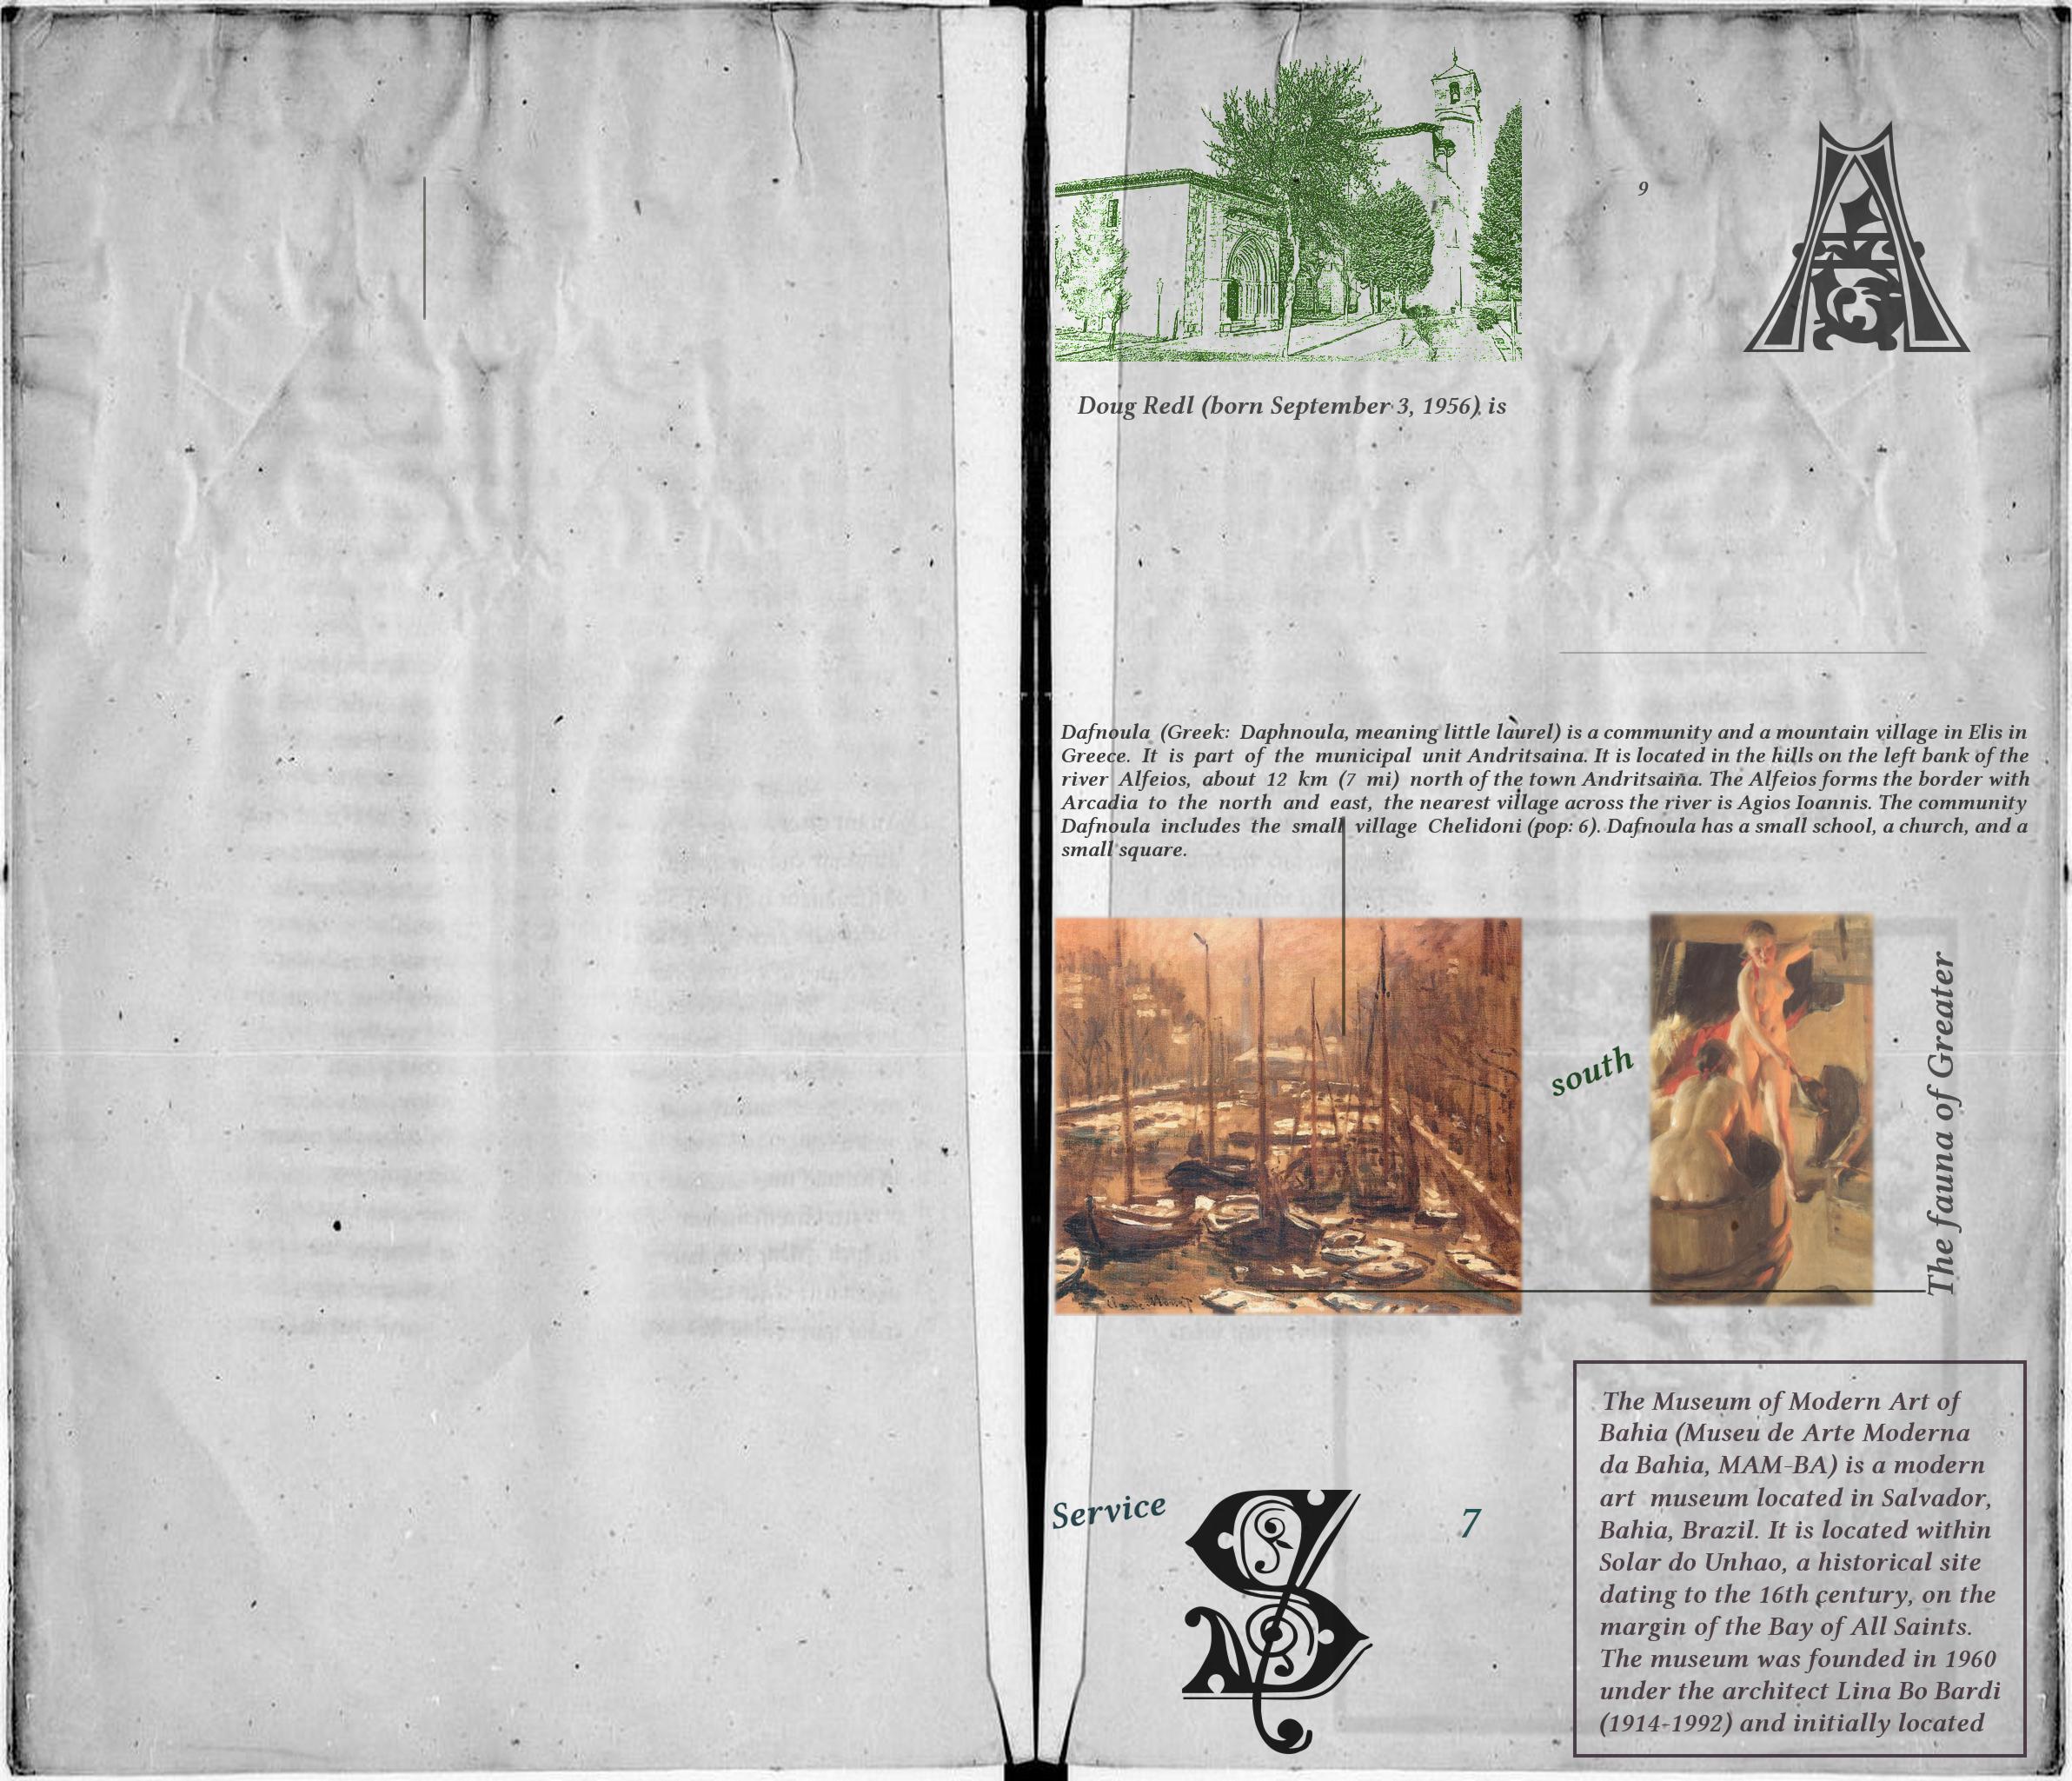 9
A
Doug Redl (born September 3, 1956) is
Dafnoula (Greek: Daphnoula, meaning little laurel) is a community and a mountain village in Elis in
Greece. It is part of the municipal unit Andritsaina. It is located in the hills on the left bank of the
river Alfeios, about 12 km (7 mi) north of the town Andritsaina. The Alfeios forms the border with
Arcadia to the north and east, the nearest village across the river is Agios Ioannis. The community
Dafnoula includes the small village Chelidoni (pop: 6). Dafnoula has a small school, a church, and a
small square.
Claude Monet
south
The fauna of Greater
Service
S
7
The Museum of Modern Art of
Bahia (Museu de Arte Moderna
da Bahia, MAM-BA) is a modern
art museum located in Salvador,
Bahia, Brazil. It is located within
Solar do Unhao, a historical site
dating to the 16th century, on the
margin of the Bay of All Saints.
The museum was founded in 1960
under the architect Lina Bo Bardi
(1914-1992) and initially located